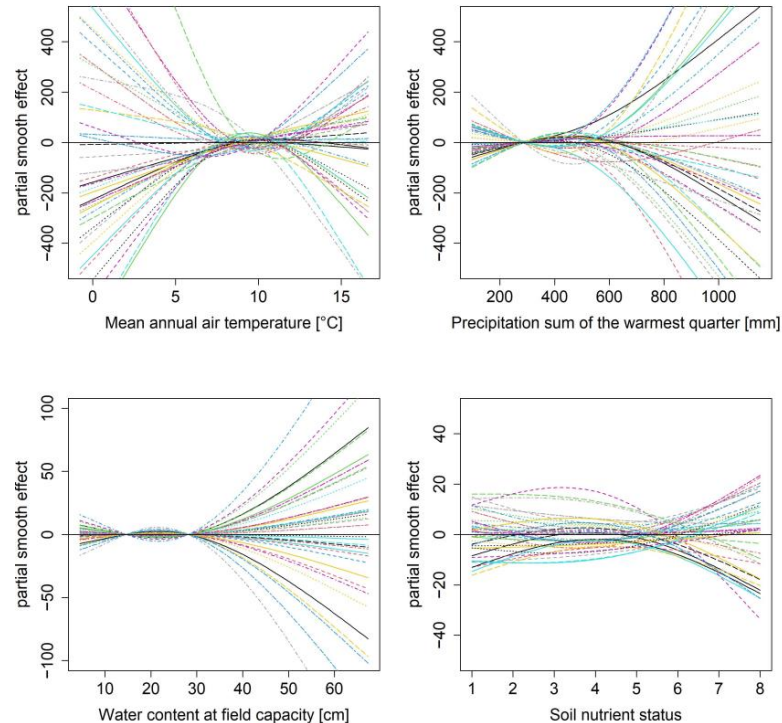 partial smooth effect
400
200
0
−200
−400
0 5 10 15
Mean annual air temperature [°C]
partial smooth effect
400
200
0
−200
−400
200 400 600 800 1000
Precipitation sum of the warmest quarter [mm]
partial smooth effect
100
50
0
−50
−100
10 20 30 40 50 60
Water content at field capacity [cm]
partial smooth effect
40
20
0
−20
−40
1 2 3 4 5 6 7 8
Soil nutrient status